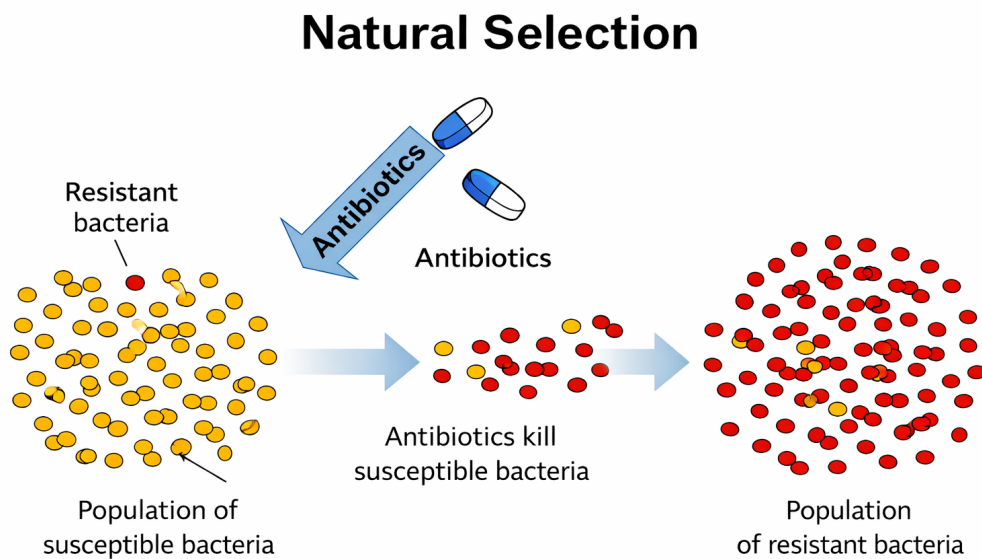 Natural Selection
Antibiotics
Resistant
bacteria
Antibiotics
Antibiotics kill
susceptible bacteria
Population of
susceptible bacteria
Population
of resistant bacteria